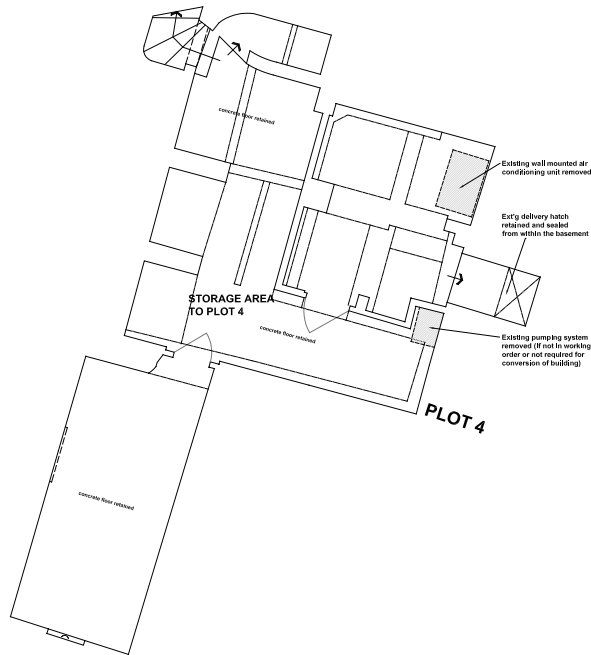 concrete floor retained
Existing wall mounted air
conditioning unit removed
Ext'g delivery hatch
retained and sealed
from within the basement
STORAGE AREA
TO PLOT 4
concrete floor retained
Existing pumping system
removed (if not in working
order or not required for
conversion of building)
PLOT 4
concrete floor retained